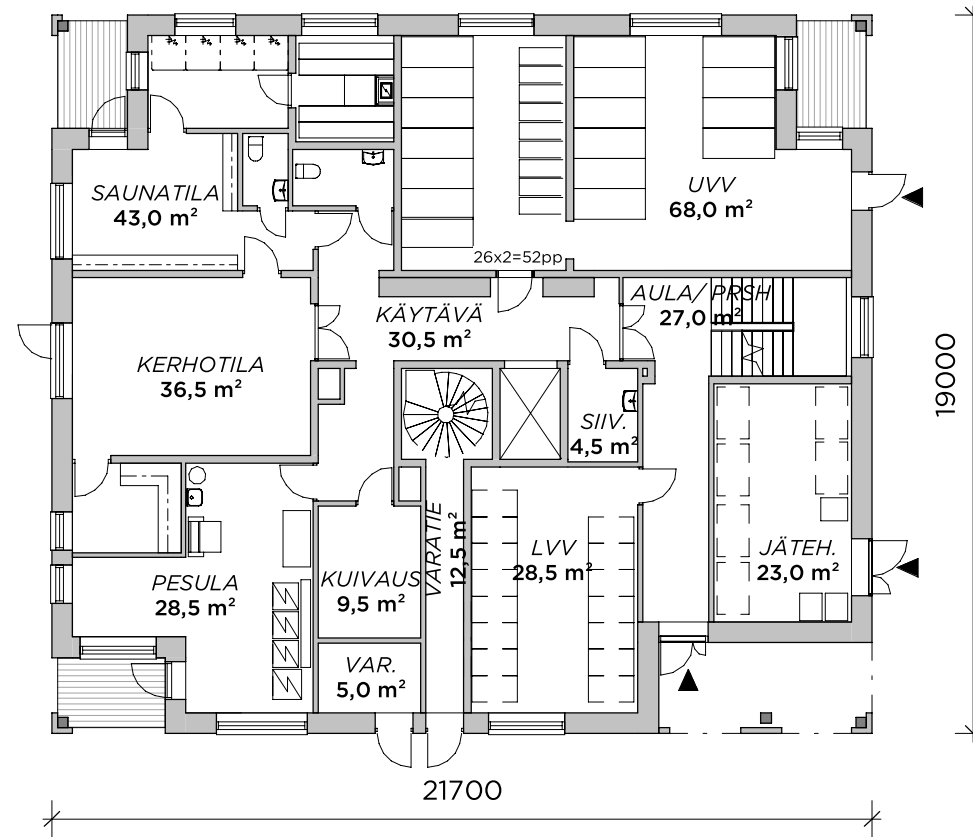 SAUNATILA
43,0 m²
UVV
68,0 m²
26x2=52pp
KÄYTÄVÄ
30,5 m²
AULA/ PRSH
27,0 m²
KERHOTILA
36,5 m²
SIIV.
4,5 m²
19000
PESULA
28,5 m²
KUIVAUS
9,5 m²
VARATIE
12,5 m²
LVV
28,5 m²
JÄTEH.
23,0 m²
VAR.
5,0 m²
21700